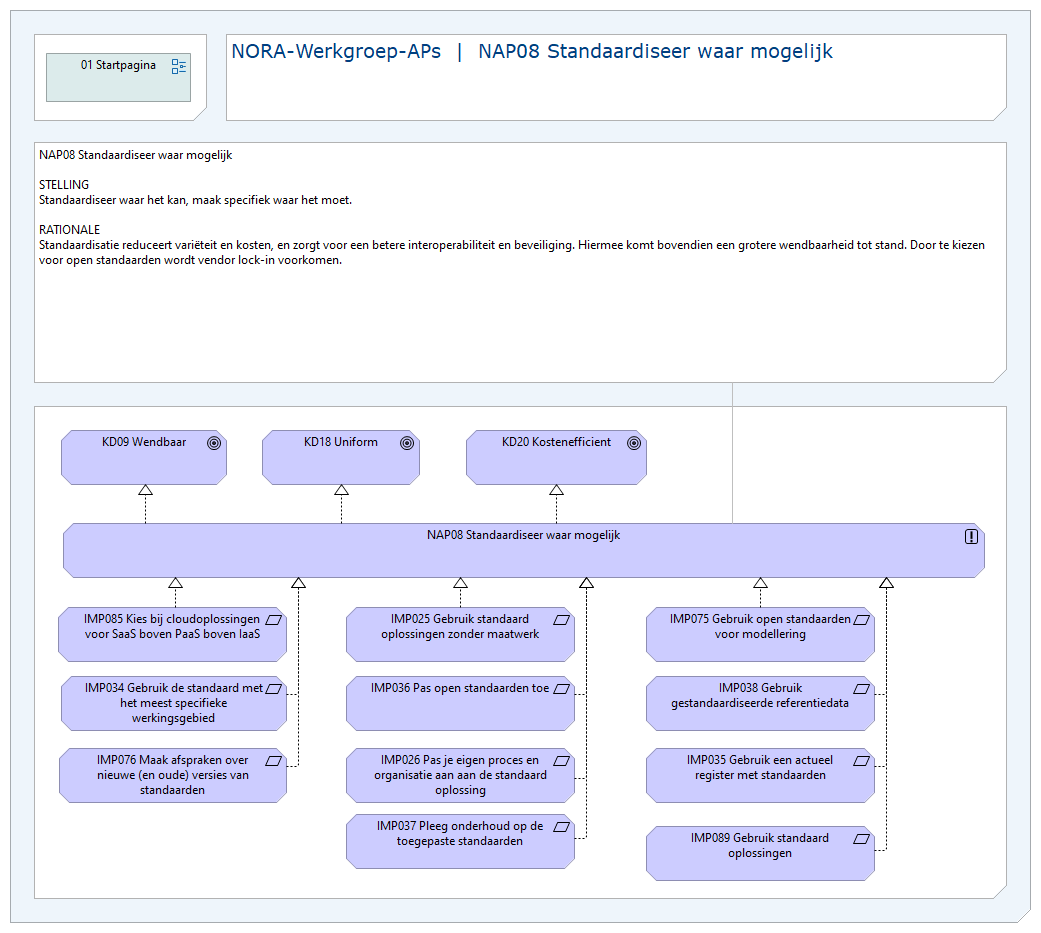 01 Startpagina
NORA-Werkgroep-APs | NAP08 Standaardiseer waar mogelijk
NAP08 Standaardiseer waar mogelijk
STELLING
Standaardiseer waar het kan, maak specifiek waar het moet.
RATIONALE
Standaardisatie reduceert variëteit en kosten, en zorgt voor een betere interoperabiliteit en beveiliging. Hiermee komt bovendien een grotere wendbaarheid tot stand. Door te kiezen
voor open standaarden wordt vendor lock-in voorkomen.
KD09 Wendbaar
KD18 Uniform
KD20 Kostenefficient
NAP08 Standaardiseer waar mogelijk
IMP085 Kies bij cloudoplossingen
voor SaaS boven PaaS boven IaaS
IMP025 Gebruik standaard
oplossingen zonder maatwerk
IMP075 Gebruik open standaarden
voor modellering
IMP034 Gebruik de standaard met
het meest specifieke
werkingsgebied
IMP036 Pas open standaarden toe
IMP038 Gebruik
gestandaardiseerde referentiedata
IMP076 Maak afspraken over
nieuwe (en oude) versies van
standaarden
IMP026 Pas je eigen proces en
organisatie aan aan de standaard
oplossing
IMP035 Gebruik een actueel
register met standaarden
IMP037 Pleeg onderhoud op de
toegepaste standaarden
IMP089 Gebruik standaard
oplossingen